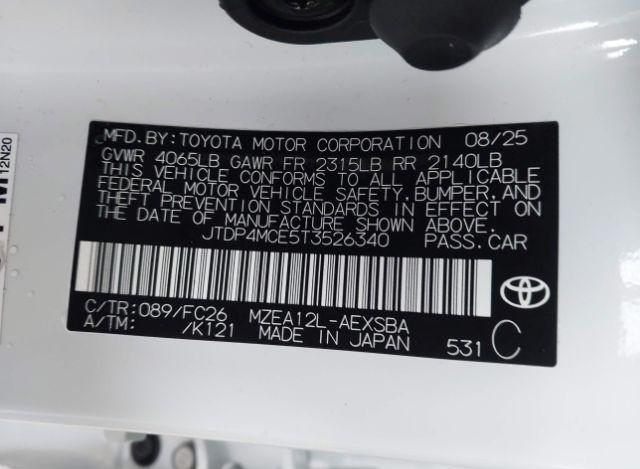 MFD.BY:TOYOTA MOTOR CORPORATION 08/25
GVWR 4065LB GAWR FR 2315LB RR 2140LB
THIS VEHICLE CONFORMS TO ALL APPLICABLE
FEDERAL MOTOR VEHICLE SAFETY,BUMPER,AND
THEFT PREVENTION STANDARDS IN EFFECT ON
THE DATE OF MANUFACTURE SHOWN ABOVE.
JTDP4MCE5T3526340 PASS.CAR
C/TR:089/FC26 MZEA12L-AEXSBA
A/TM: /K121 MADE IN JAPAN
531 C
12N20